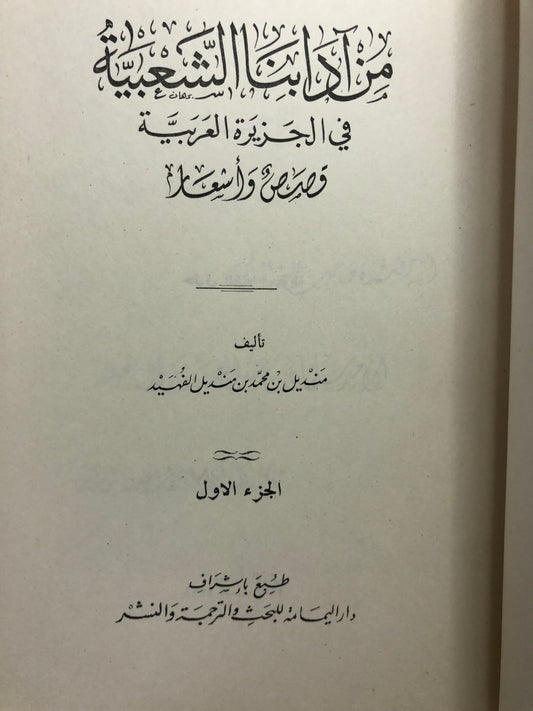 من آدابنا الشعبية
في الجزيرة العربية
قصص وأشعار
تأليف
منديل بن محمد بن منديل الفهيد
الجزء الاول
طبع بإشراف
دار اليمامة للبحث والترجمة والنشر